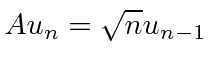 $Au_n = \sqrt{n}u_{n-1}$